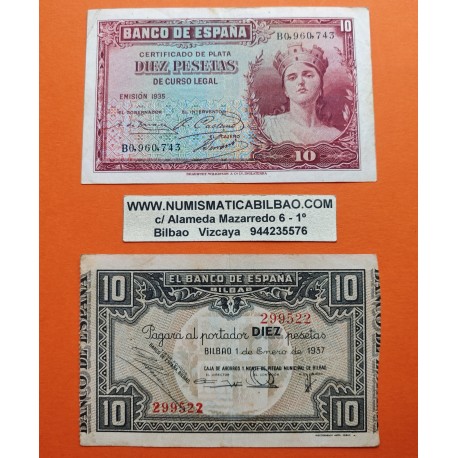 10 BANCO DE ESPAÑA 10
CERTIFICADO DE PLATA B0,960,743
DIEZ PESETAS
DE CURSO LEGAL
EMISIÓN 1935
EL GOBERNADOR EL INTERVENTOR
EL CAJERO
B0,960,743
10
WWW.NUMISMATICABILBAO.COM
c/ Alameda Mazarredo 6 - 1º
Bilbao Vizcaya 944235576
10 EL BANCO DE ESPAÑA 10
BILBAO
299522
Pagará al portador DIEZ pesetas
BILBAO 1 de Enero de 1937
CAJA DE AHORROS Y MONTE DE PIEDAD MUNICIPAL DE BILBAO
299522
10 10
BANCO DE ESPAÑA